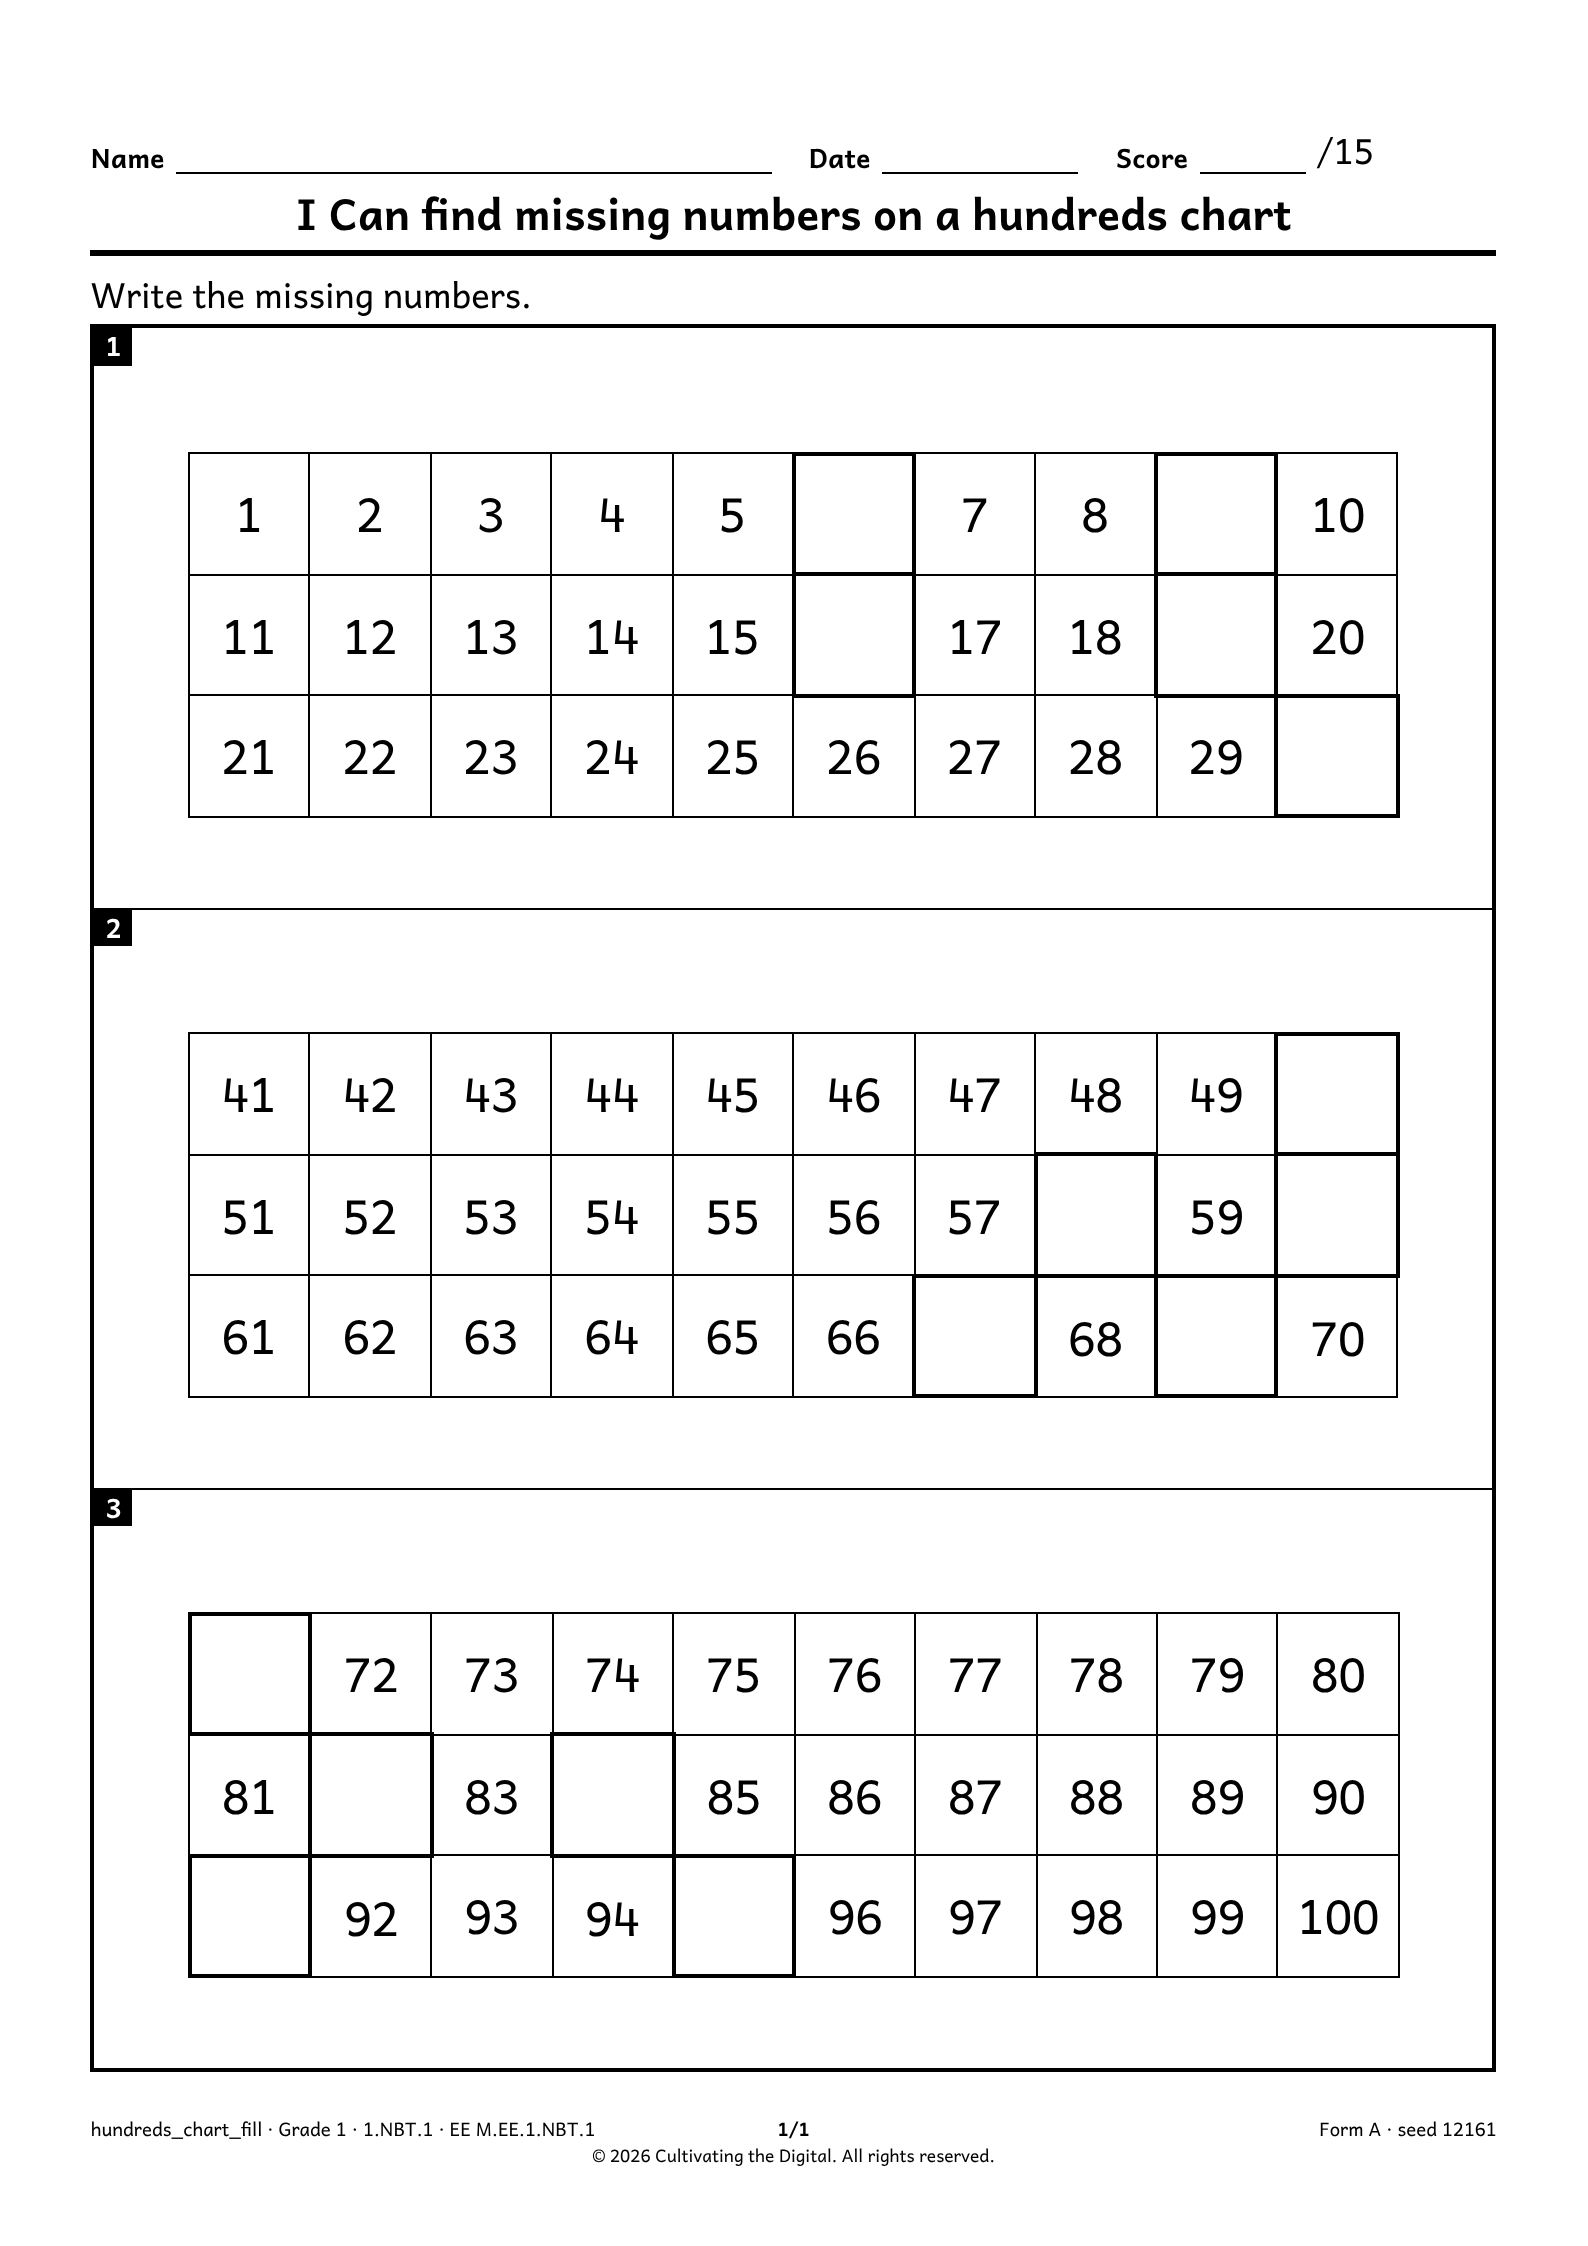 Name Date Score /15
I Can find missing numbers on a hundreds chart
Write the missing numbers.
1
1 2 3 4 5 7 8 10
11 12 13 14 15 17 18 20
21 22 23 24 25 26 27 28 29
2
41 42 43 44 45 46 47 48 49
51 52 53 54 55 56 57 59
61 62 63 64 65 66 68 70
3
72 73 74 75 76 77 78 79 80
81 83 85 86 87 88 89 90
92 93 94 96 97 98 99 100
hundreds_chart_fill · Grade 1 · 1.NBT.1 · EE M.EE.1.NBT.1 1/1 Form A · seed 12161
© 2026 Cultivating the Digital. All rights reserved.